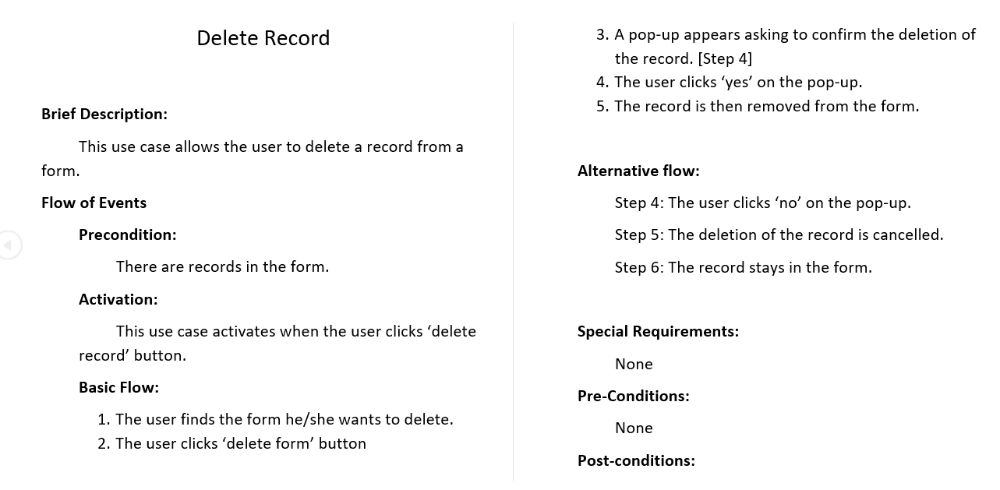 Delete Record
Brief Description:
This use case allows the user to delete a record from a
form.
Flow of Events
Precondition:
There are records in the form.
Activation:
This use case activates when the user clicks ‘delete
record’ button.
Basic Flow:
1. The user finds the form he/she wants to delete.
2. The user clicks ‘delete form’ button
3. A pop-up appears asking to confirm the deletion of
the record. [Step 4]
4. The user clicks ‘yes’ on the pop-up.
5. The record is then removed from the form.
Alternative flow:
Step 4: The user clicks ‘no’ on the pop-up.
Step 5: The deletion of the record is cancelled.
Step 6: The record stays in the form.
Special Requirements:
None
Pre-Conditions:
None
Post-conditions: